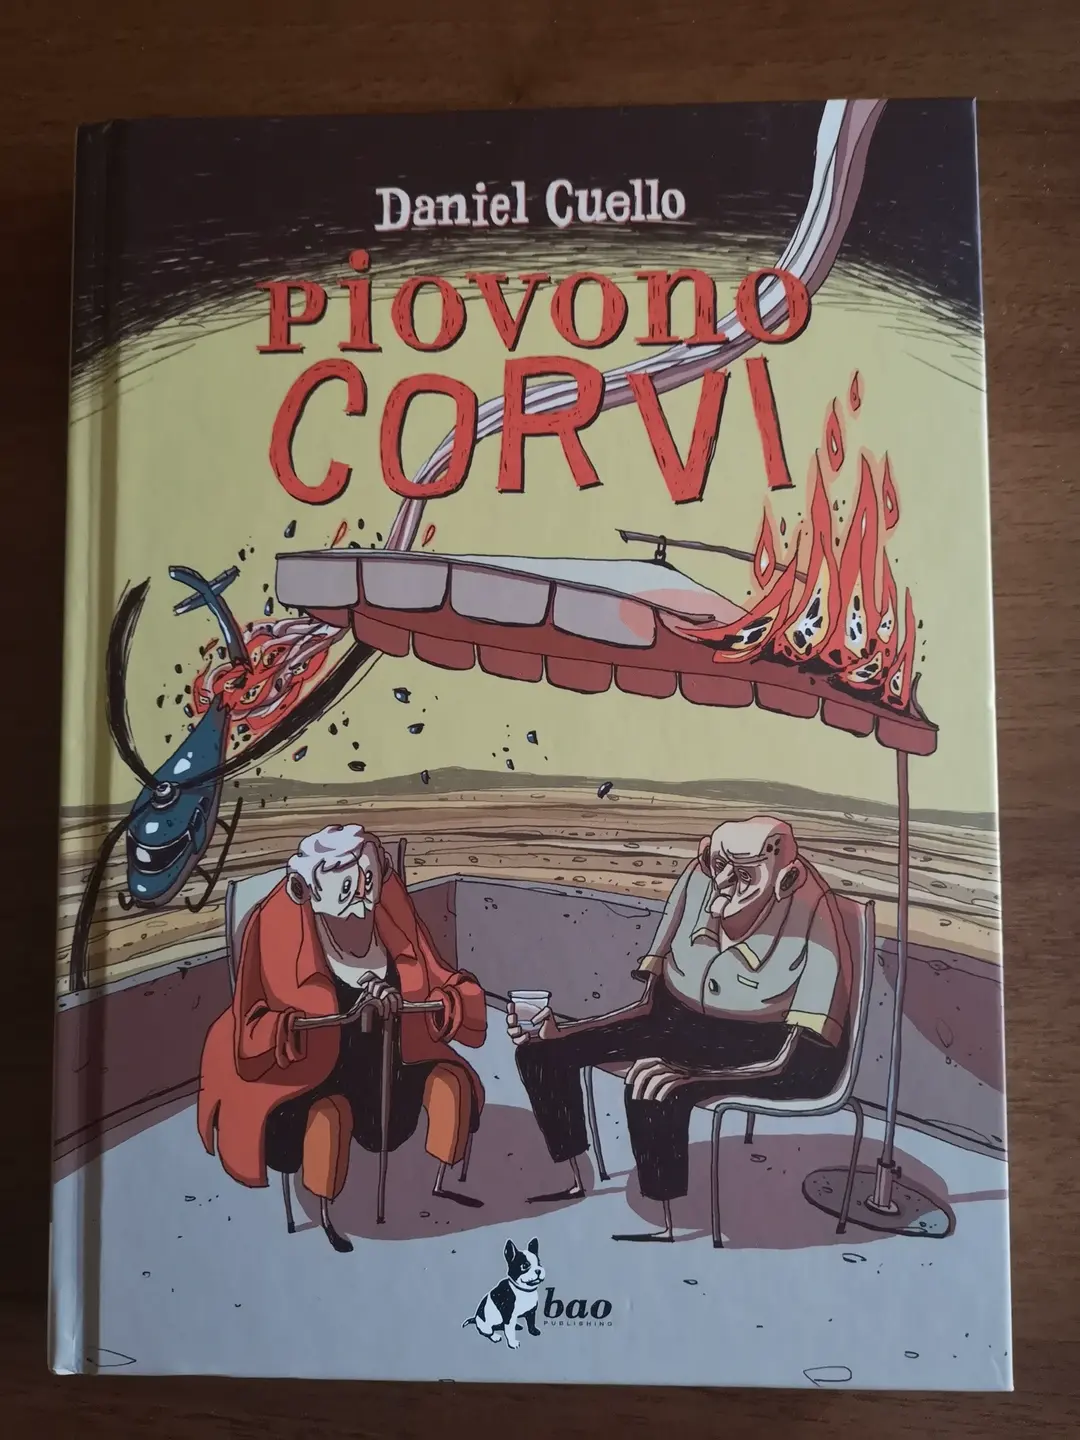 Daniel Cuello
Piovono
CORVI
bao
PUBLISHING